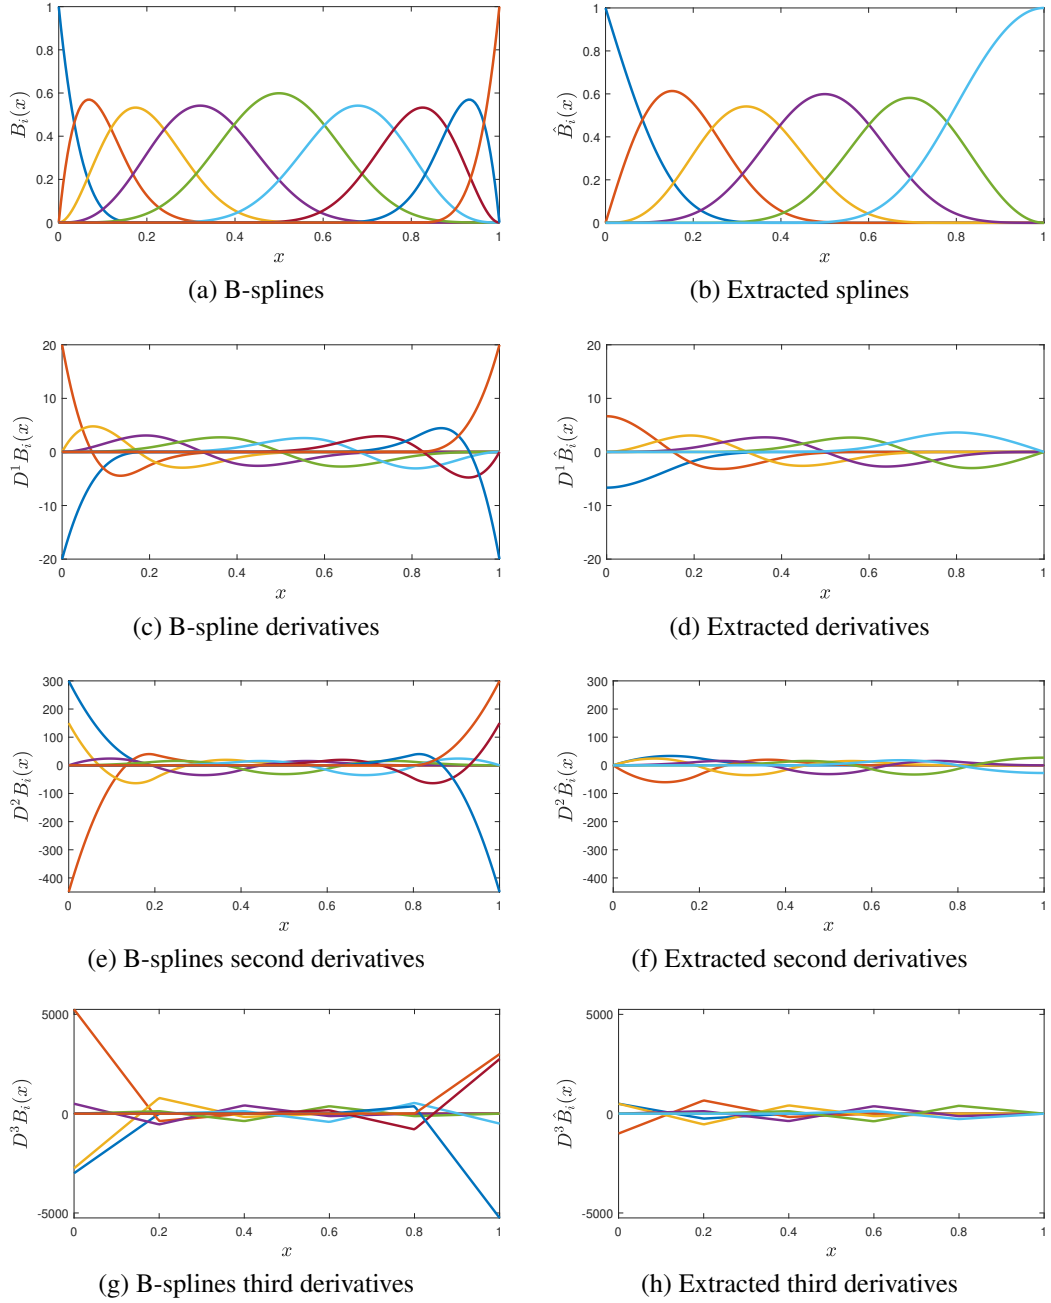 1
0.8
0.6
0.4
0.2
0
0 0.2 0.4 0.6 0.8 1
B_i(x)
x
(a) B-splines
1
0.8
0.6
0.4
0.2
0
0 0.2 0.4 0.6 0.8 1
B̂_i(x)
x
(b) Extracted splines
20
10
0
-10
-20
0 0.2 0.4 0.6 0.8 1
D^1 B_i(x)
x
(c) B-spline derivatives
20
10
0
-10
-20
0 0.2 0.4 0.6 0.8 1
D^1 B̂_i(x)
x
(d) Extracted derivatives
300
200
100
0
-100
-200
-300
-400
0 0.2 0.4 0.6 0.8 1
D^2 B_i(x)
x
(e) B-splines second derivatives
300
200
100
0
-100
-200
-300
-400
0 0.2 0.4 0.6 0.8 1
D^2 B̂_i(x)
x
(f) Extracted second derivatives
5000
0
-5000
0 0.2 0.4 0.6 0.8 1
D^3 B_i(x)
x
(g) B-splines third derivatives
5000
0
-5000
0 0.2 0.4 0.6 0.8 1
D^3 B̂_i(x)
x
(h) Extracted third derivatives